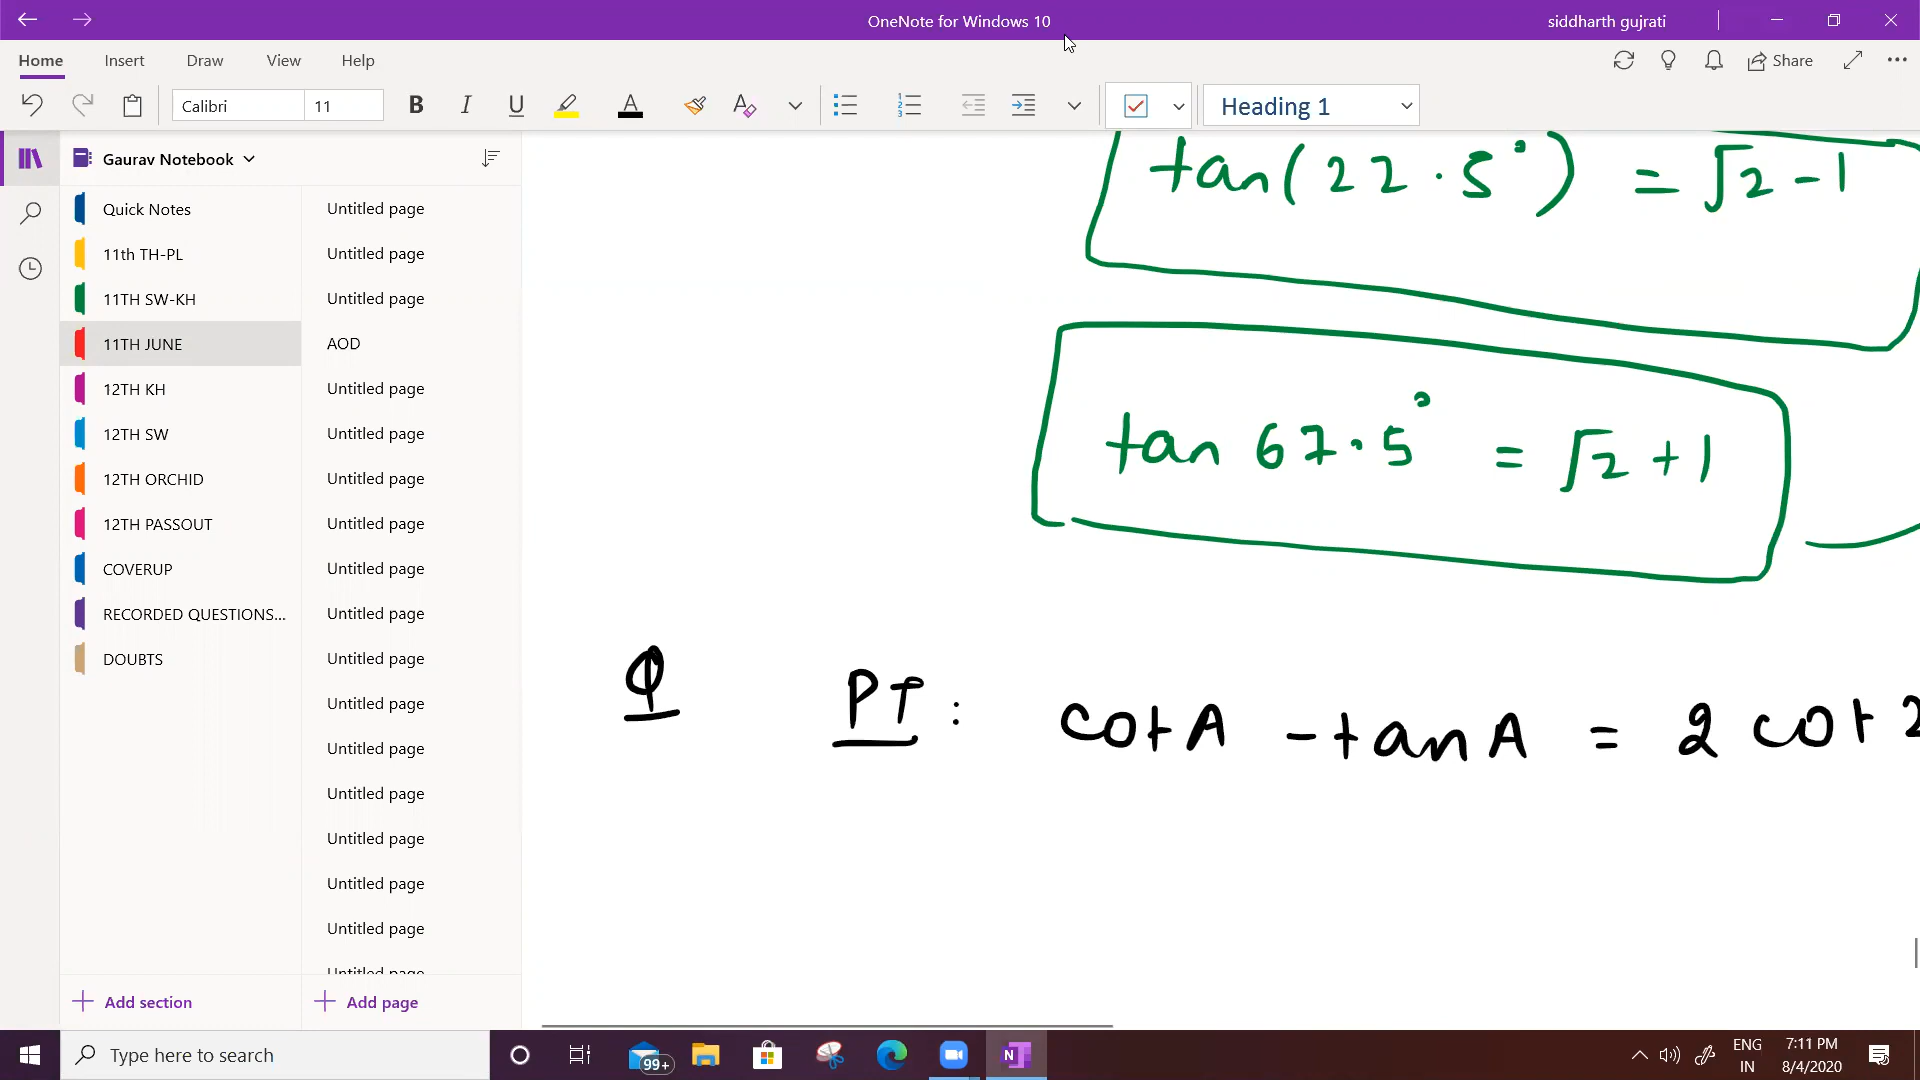 OneNote for Windows 10
siddharth gujrati
Home Insert Draw View Help
Share
Calibri 11
B I U A A
Heading 1
Gaurav Notebook
Quick Notes
11th TH-PL
11TH SW-KH
11TH JUNE
12TH KH
12TH SW
12TH ORCHID
12TH PASSOUT
COVERUP
RECORDED QUESTIONS...
DOUBTS
Add section
Untitled page
Untitled page
Untitled page
AOD
Untitled page
Untitled page
Untitled page
Untitled page
Untitled page
Untitled page
Untitled page
Untitled page
Untitled page
Untitled page
Untitled page
Untitled page
Untitled page
Untitled page
Add page
tan(22.5°) = √2 - 1
tan 67.5° = √2 + 1
Q PT : cot A - tan A = 2 cot 2
Type here to search
99+
N
ENG
IN
7:11 PM
8/4/2020